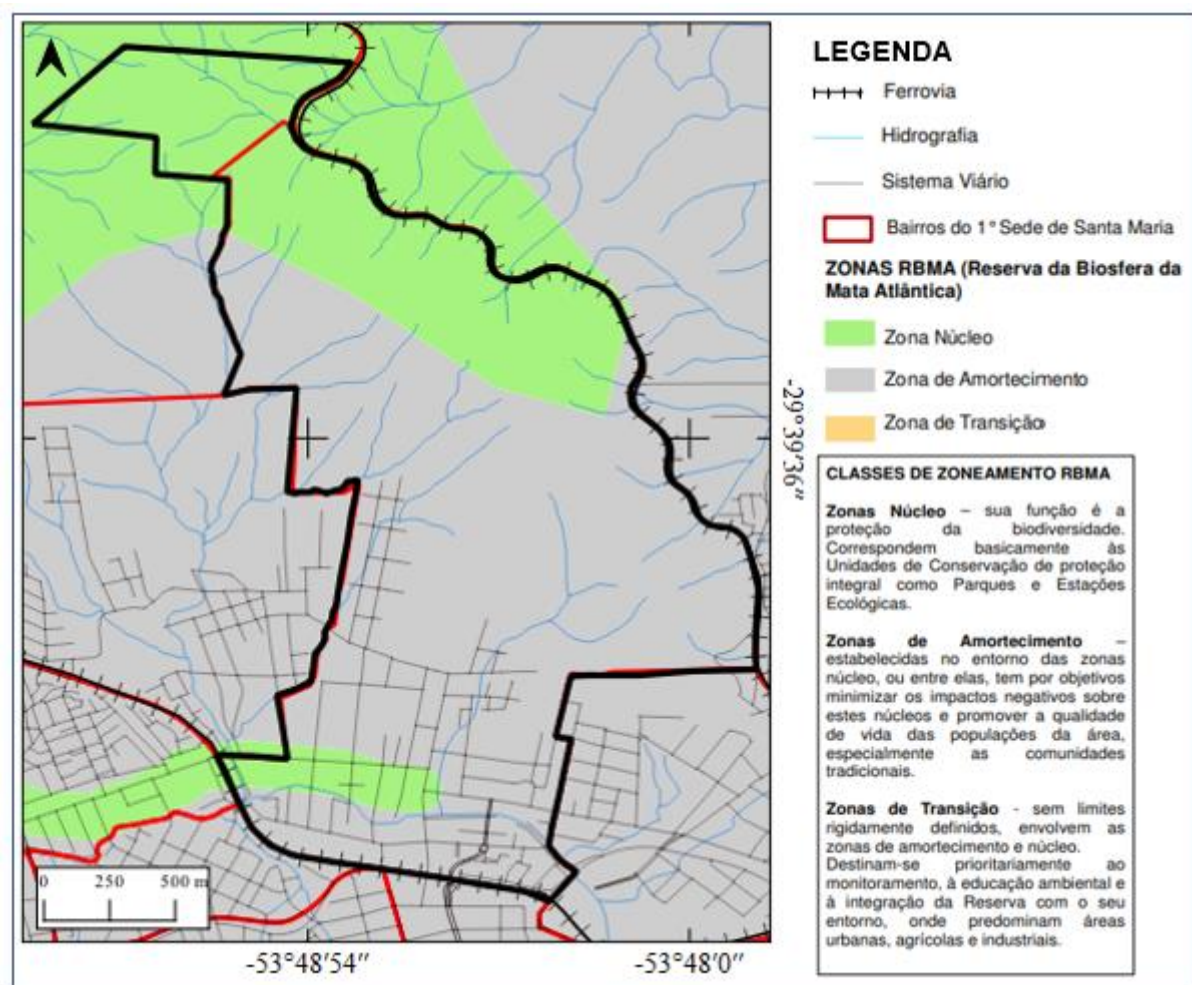 LEGENDA
Ferrovia
Hidrografia
Sistema Viário
Bairros do 1° Sede de Santa Maria
ZONAS RBMA (Reserva da Biosfera da
Mata Atlântica)
Zona Núcleo
Zona de Amortecimento
Zona de Transição
CLASSES DE ZONEAMENTO RBMA
Zonas Núcleo – sua função é a
proteção da biodiversidade.
Correspondem basicamente às
Unidades de Conservação de proteção
integral como Parques e Estações
Ecológicas.
Zonas de Amortecimento –
estabelecidas no entorno das zonas
núcleo, ou entre elas, tem por objetivos
minimizar os impactos negativos sobre
estes núcleos e promover a qualidade
de vida das populações da área,
especialmente as comunidades
tradicionais.
Zonas de Transição - sem limites
rigidamente definidos, envolvem as
zonas de amortecimento e núcleo.
Destinam-se prioritariamente ao
monitoramento, à educação ambiental e
à integração da Reserva com o seu
entorno, onde predominam áreas
urbanas, agrícolas e industriais.
-29°39'36"
0 250 500 m
-53°48'54"
-53°48'0"